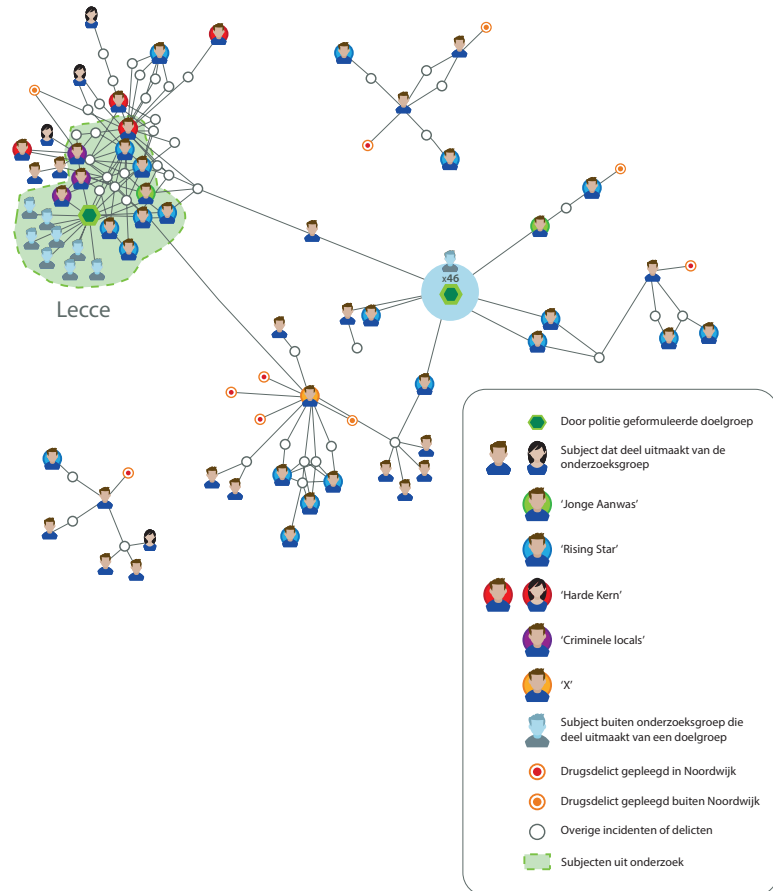 Lecce
x46
Door politie geformuleerde doelgroep
Subject dat deel uitmaakt van de
onderzoeksgroep
'Jonge Aanwas'
'Rising Star'
'Harde Kern'
'Criminele locals'
'X'
Subject buiten onderzoeksgroep die
deel uitmaakt van een doelgroep
Drugsdelict gepleegd in Noordwijk
Drugsdelict gepleegd buiten Noordwijk
Overige incidenten of delicten
Subjecten uit onderzoek